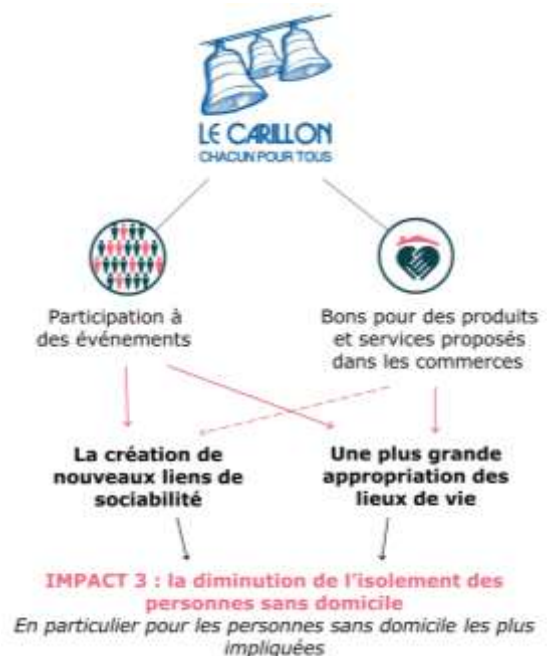 LE CARILLON
CHACUN POUR TOUS
Participation à
des événements
Bons pour des produits
et services proposés
dans les commerces
La création de
nouveaux liens de
sociabilité
Une plus grande
appropriation des
lieux de vie
IMPACT 3 : la diminution de l'isolement des
personnes sans domicile
En particulier pour les personnes sans domicile les plus
impliquées